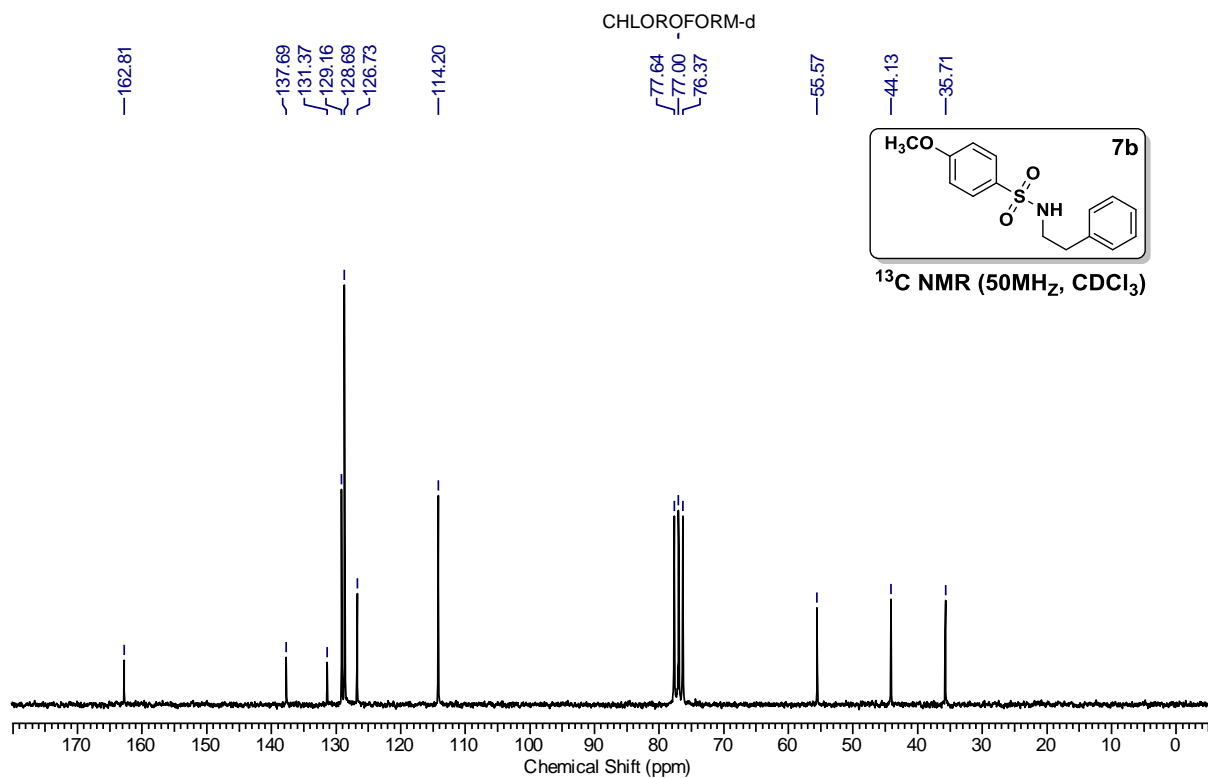 CHLOROFORM-d
162.81
137.69
131.37
129.16
128.69
126.73
114.20
77.64
77.00
76.37
55.57
44.13
35.71
7b
H₃CO
O
S
NH
O
¹³C NMR (50MH_Z, CDCl₃)
170 160 150 140 130 120 110 100 90 80 70 60 50 40 30 20 10 0
Chemical Shift (ppm)